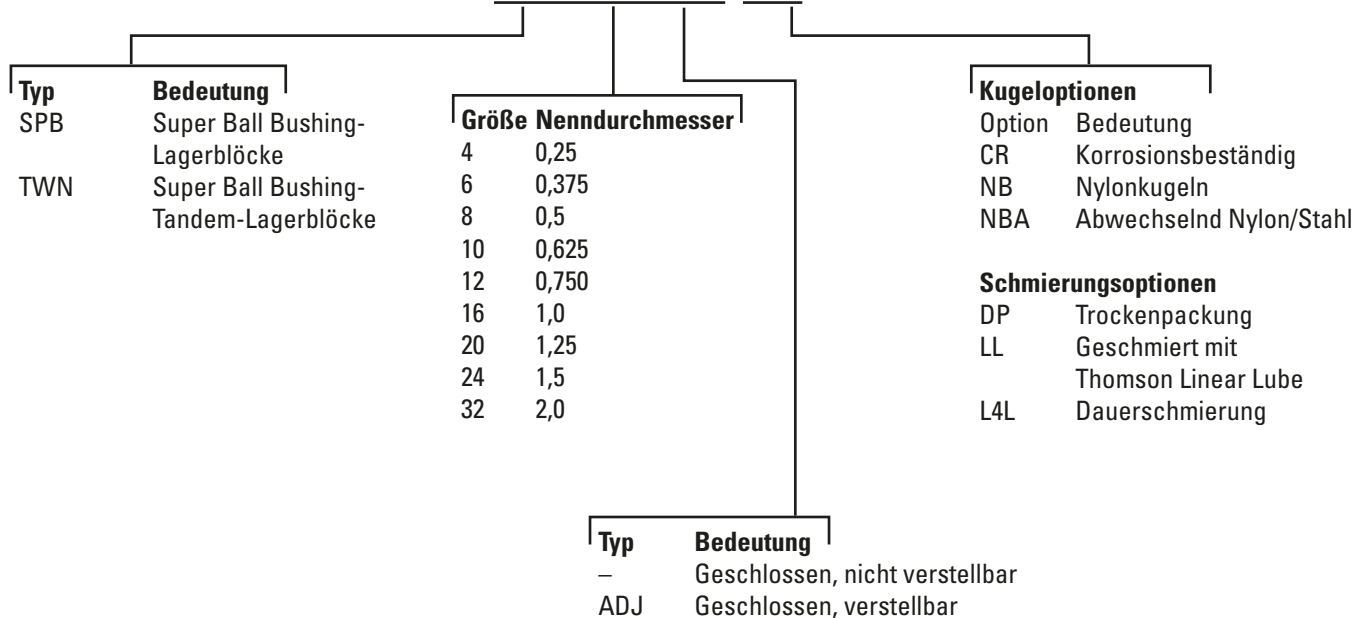 Typ Bedeutung
SPB Super Ball Bushing-
Lagerblöcke
TWN Super Ball Bushing-
Tandem-Lagerblöcke
Größe Nenndurchmesser
4 0,25
6 0,375
8 0,5
10 0,625
12 0,750
16 1,0
20 1,25
24 1,5
32 2,0
Kugeloptionen
Option Bedeutung
CR Korrosionsbeständig
NB Nylonkugeln
NBA Abwechselnd Nylon/Stahl
Schmierungsoptionen
DP Trockenpackung
LL Geschmiert mit
Thomson Linear Lube
L4L Dauerschmierung
Typ Bedeutung
– Geschlossen, nicht verstellbar
ADJ Geschlossen, verstellbar